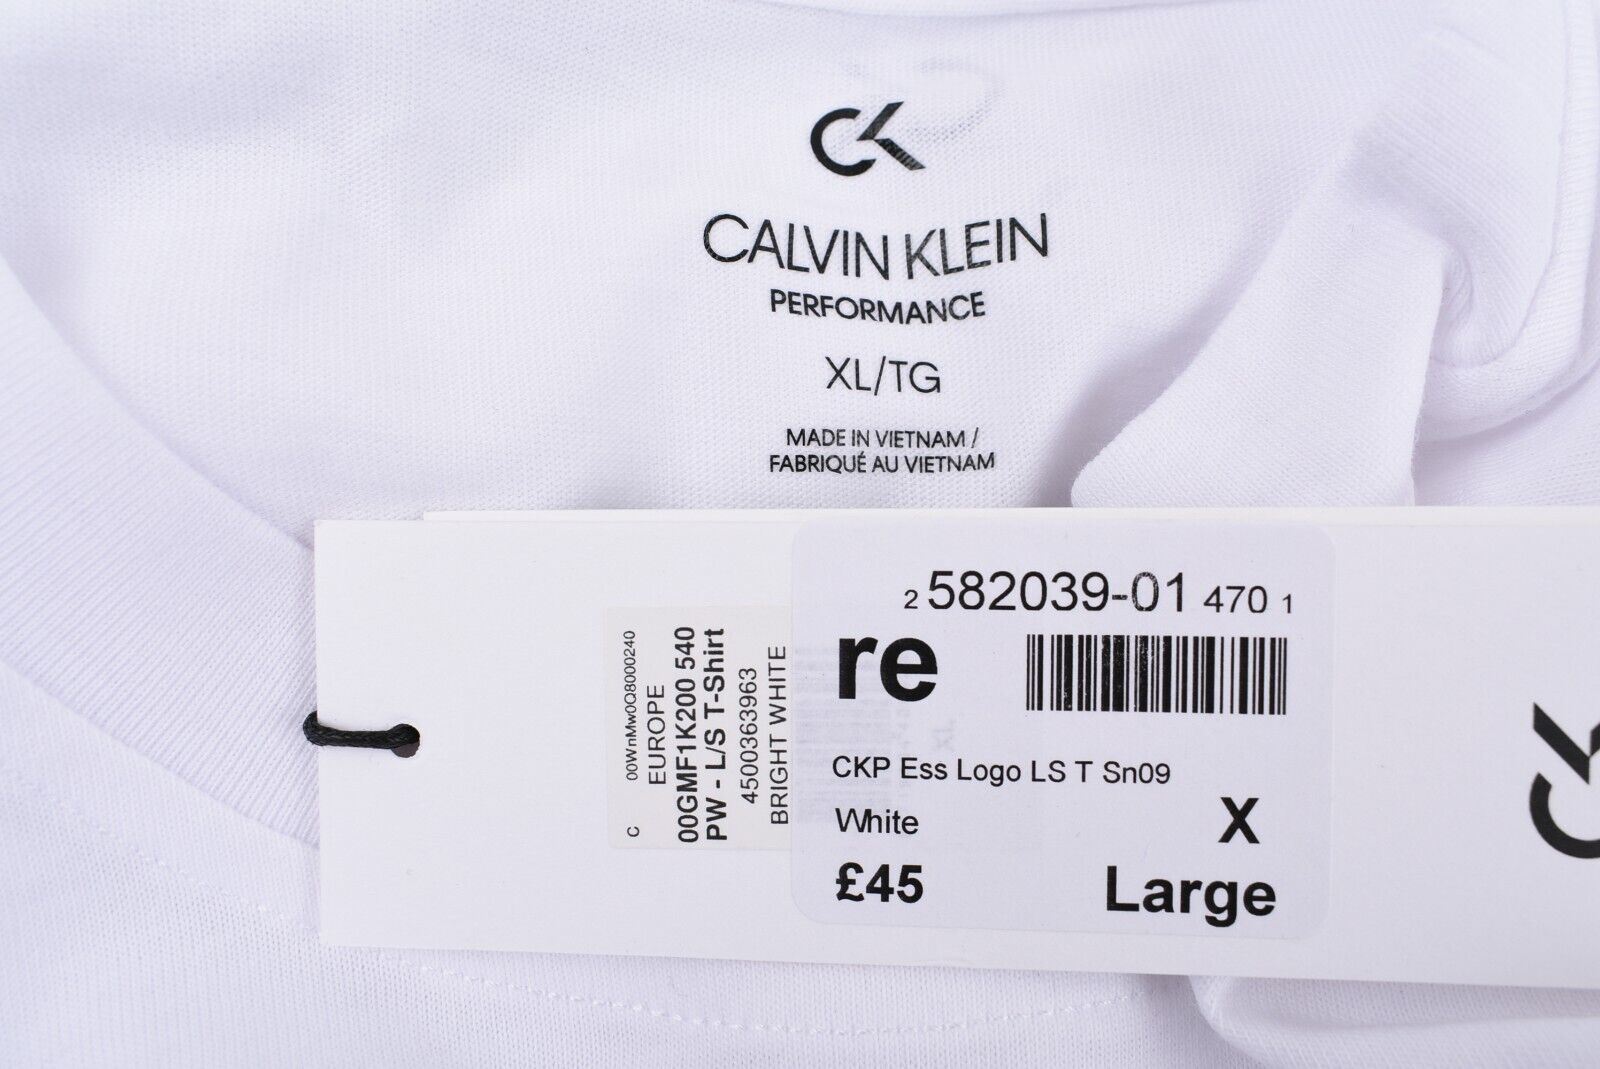 CK
CALVIN KLEIN
PERFORMANCE
XL/TG
MADE IN VIETNAM /
FABRIQUÉ AU VIETNAM
C 00WnMw0Q8000240
EUROPE
00GMF1K200 540
PW - L/S T-Shirt
4500363963
BRIGHT WHITE
2 582039-01 470 1
re
CKP Ess Logo LS T Sn09
White X
£45 Large
CK